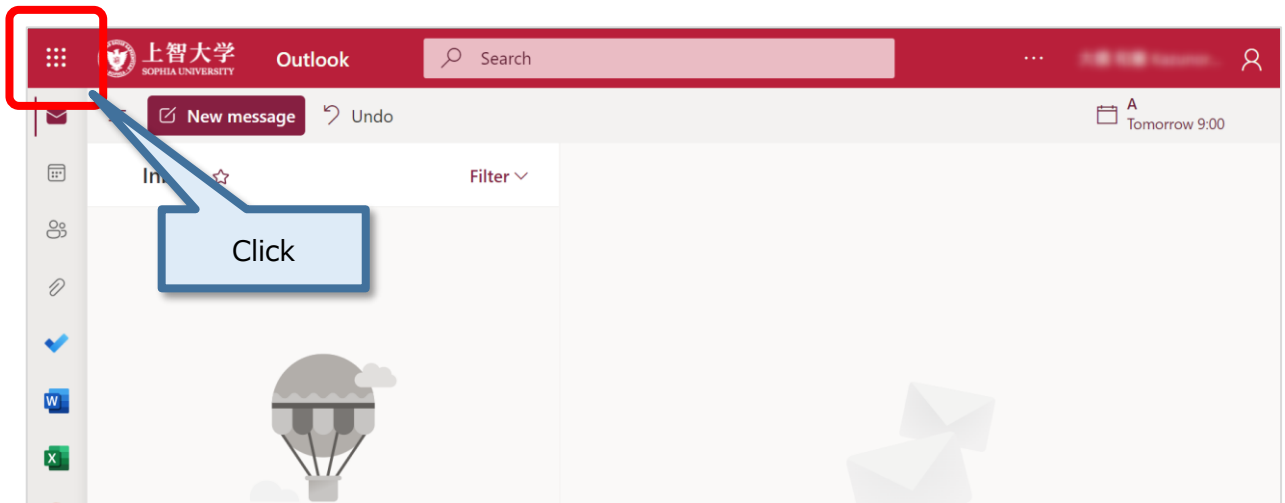 上智大学
SOPHIA UNIVERSITY
Outlook
Search
New message
Undo
A
Tomorrow 9:00
Filter
Click
W
X